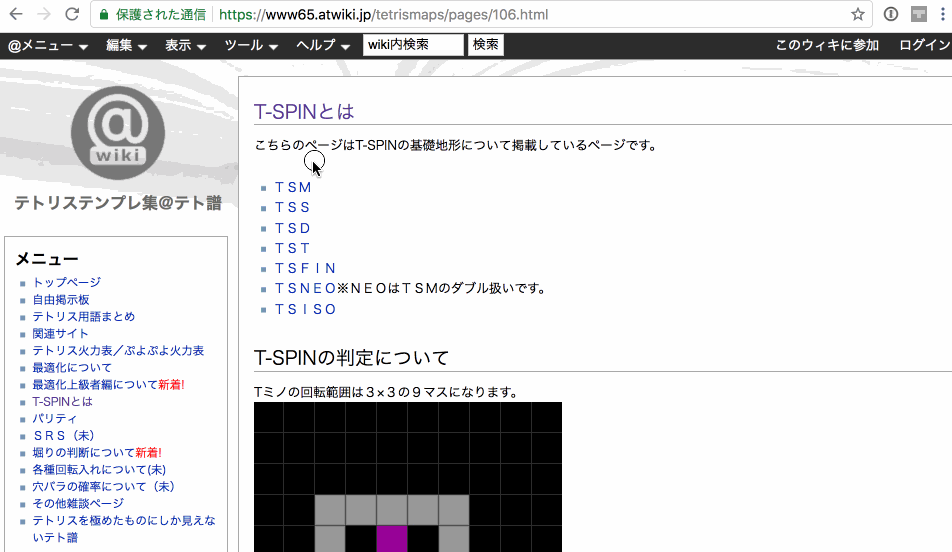 保護された通信 https://www65.atwiki.jp/tetrismaps/pages/106.html
@メニュー 編集 表示 ツール ヘルプ wiki内検索 検索 このウィキに参加 ログイン
@
wiki
テトリステンプレ集@テト譜
メニュー
トップページ
自由掲示板
テトリス用語まとめ
関連サイト
テトリス火力表／ぷよぷよ火力表
最適化について
最適化上級者編について新着!
T-SPINとは
パリティ
ＳＲＳ（未）
堀りの判断について新着!
各種回転入れについて(未)
穴パラの確率について（未）
その他雑談ページ
テトリスを極めたものにしか見えな
いテト譜
T-SPINとは
こちらのページはT-SPINの基礎地形について掲載しているページです。
ＴＳＭ
ＴＳＳ
ＴＳＤ
ＴＳＴ
ＴＳＦＩＮ
ＴＳＮＥＯ※ＮＥＯはＴＳＭのダブル扱いです。
ＴＳＩＳＯ
T-SPINの判定について
Tミノの回転範囲は３×３の９マスになります。